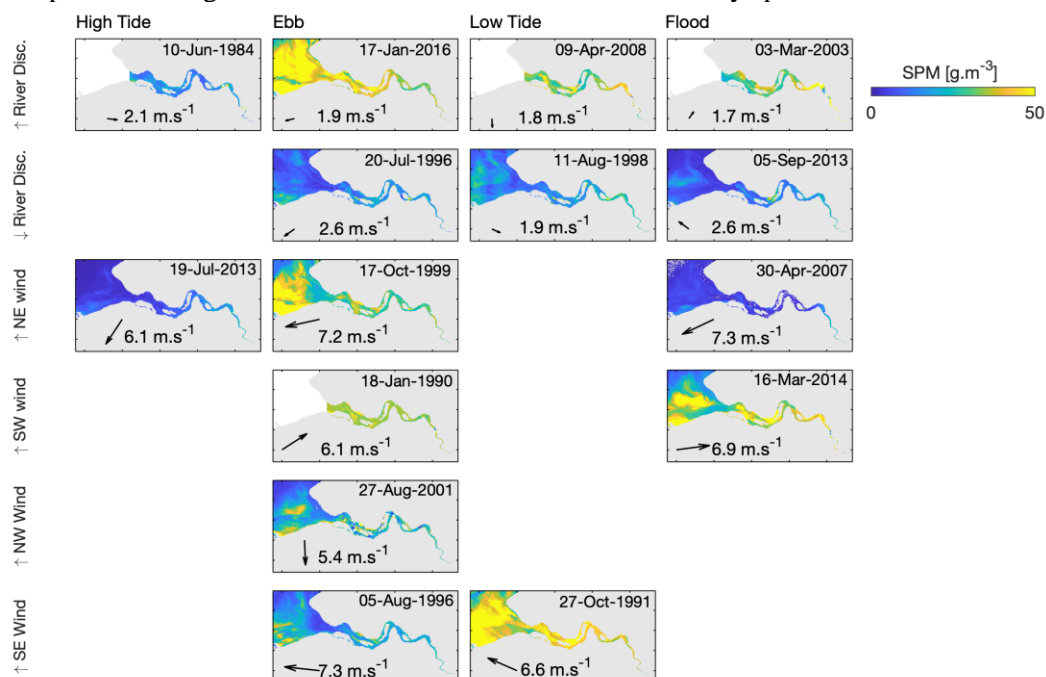 High Tide Ebb Low Tide Flood
↑ River Disc.
10-Jun-1984
2.1 m.s⁻¹
17-Jan-2016
1.9 m.s⁻¹
09-Apr-2008
1.8 m.s⁻¹
03-Mar-2003
1.7 m.s⁻¹
SPM [g.m⁻³]
0 50
↓ River Disc.
20-Jul-1996
2.6 m.s⁻¹
11-Aug-1998
1.9 m.s⁻¹
05-Sep-2013
2.6 m.s⁻¹
↑ NE wind
19-Jul-2013
6.1 m.s⁻¹
17-Oct-1999
7.2 m.s⁻¹
30-Apr-2007
7.3 m.s⁻¹
↑ SW wind
18-Jan-1990
6.1 m.s⁻¹
16-Mar-2014
6.9 m.s⁻¹
↑ NW Wind
27-Aug-2001
5.4 m.s⁻¹
↑ SE Wind
05-Aug-1996
7.3 m.s⁻¹
27-Oct-1991
6.6 m.s⁻¹